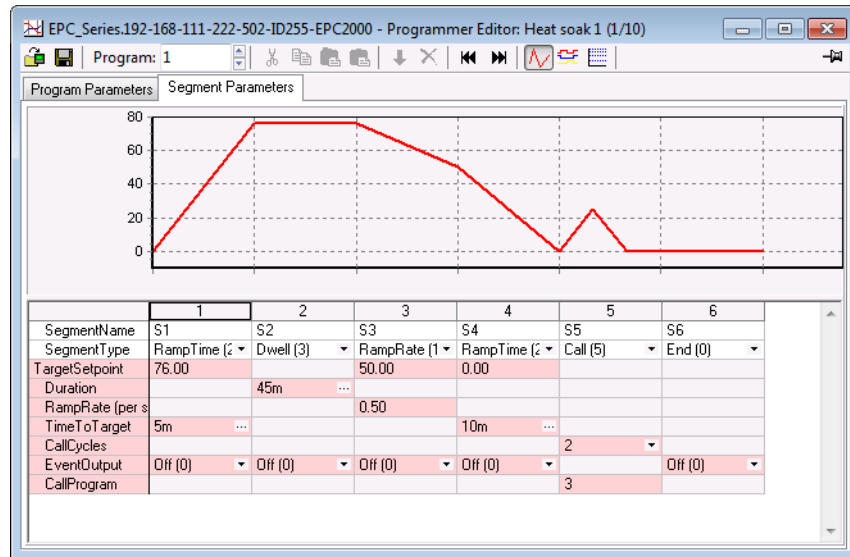 EPC_Series.192-168-111-222-502-ID255-EPC2000 - Programmer Editor: Heat soak 1 (1/10)
Program: 1
Program Parameters Segment Parameters
80
60
40
20
0
1 2 3 4 5 6
SegmentName S1 S2 S3 S4 S5 S6
SegmentType RampTime (2 Dwell (3) RampRate (1 RampTime (2 Call (5) End (0)
TargetSetpoint 76.00 50.00 0.00
Duration 45m ...
RampRate (per s 0.50
TimeToTarget 5m ... 10m ...
CallCycles 2
EventOutput Off (0) Off (0) Off (0) Off (0) Off (0)
CallProgram 3